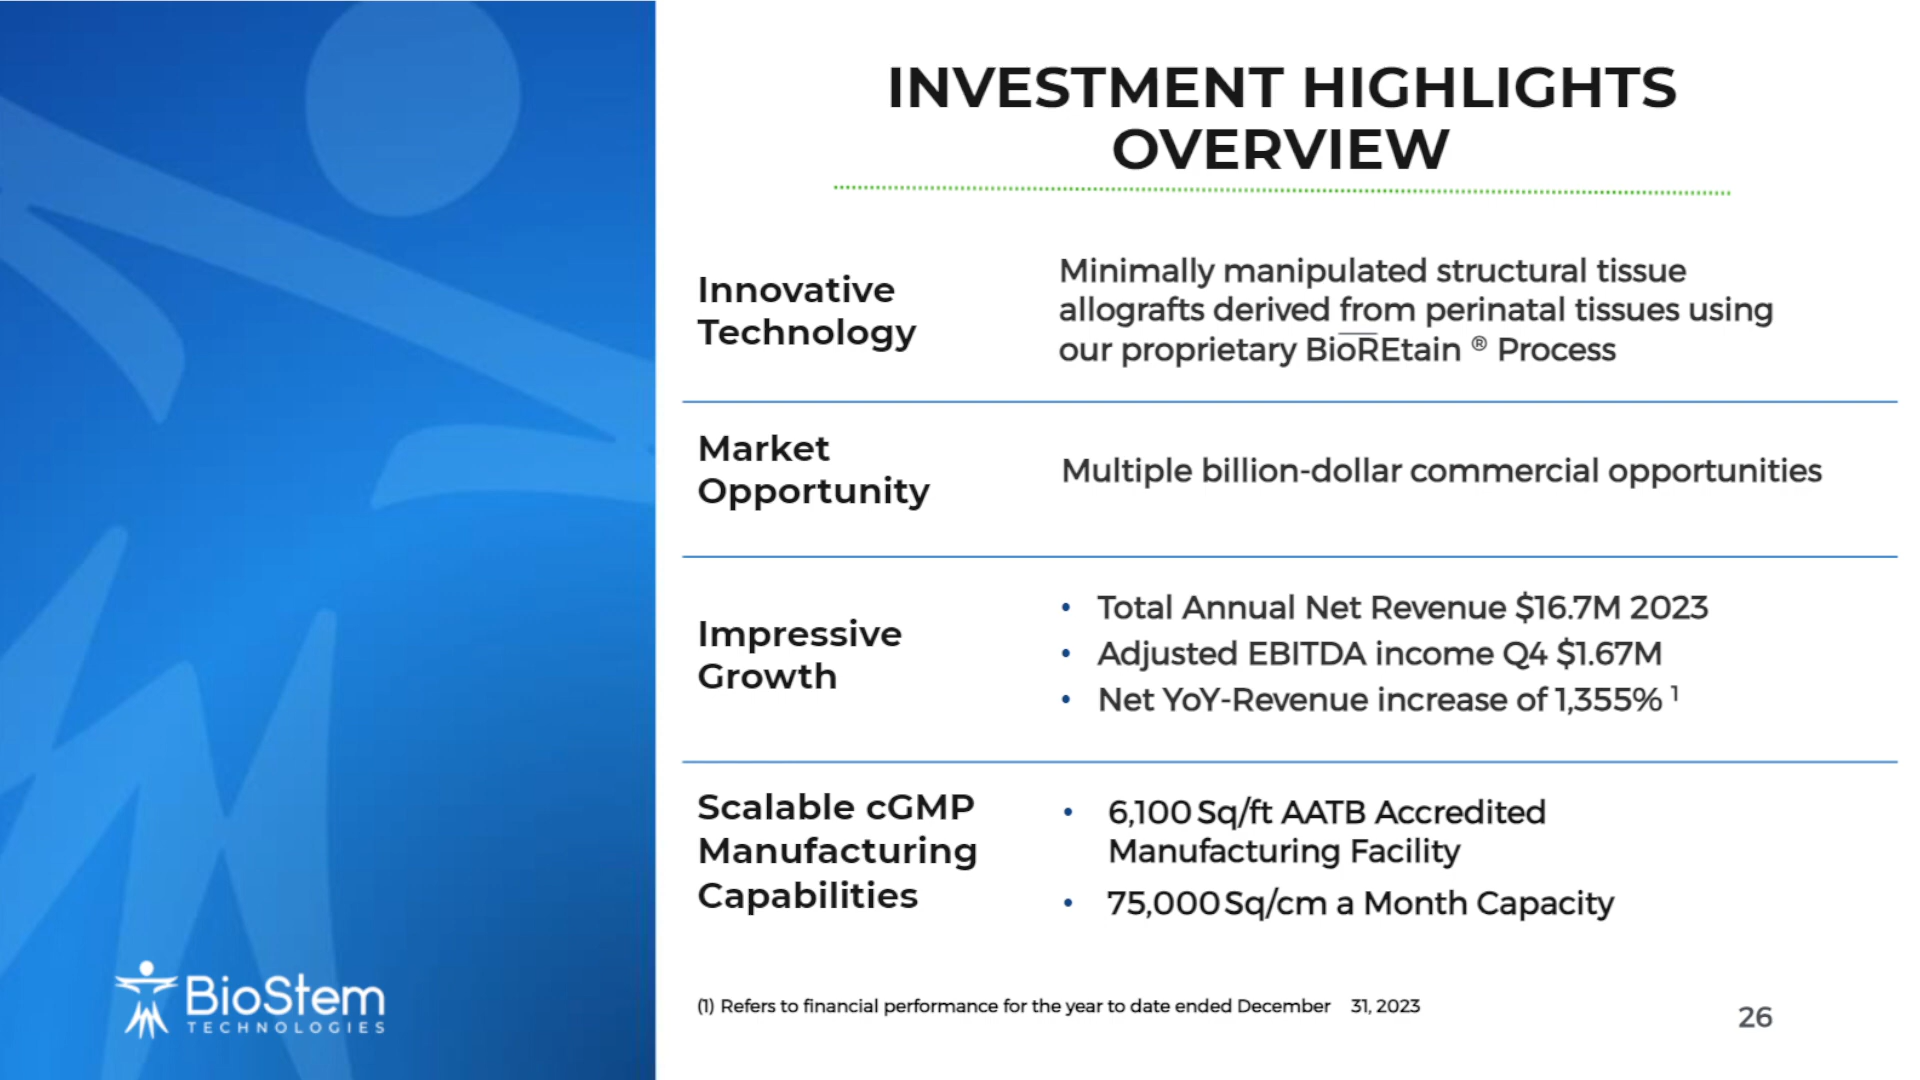 INVESTMENT HIGHLIGHTS
OVERVIEW
Innovative
Technology
Minimally manipulated structural tissue
allografts derived from perinatal tissues using
our proprietary BioREtain ® Process
Market
Opportunity
Multiple billion-dollar commercial opportunities
Impressive
Growth
• Total Annual Net Revenue $16.7M 2023
• Adjusted EBITDA income Q4 $1.67M
• Net YoY-Revenue increase of 1,355% 1
Scalable cGMP
Manufacturing
Capabilities
• 6,100 Sq/ft AATB Accredited
Manufacturing Facility
• 75,000 Sq/cm a Month Capacity
BioStem
TECHNOLOGIES
(1) Refers to financial performance for the year to date ended December 31, 2023
26